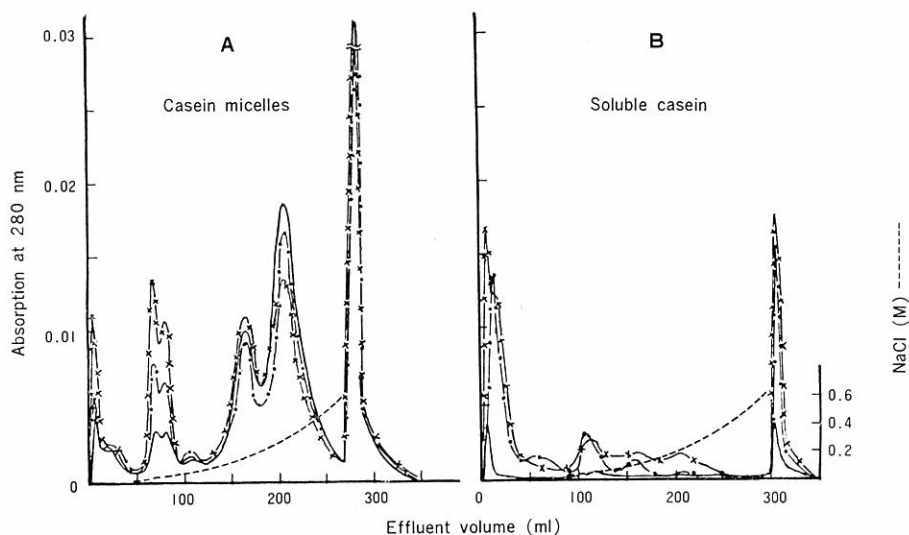 A
B
Casein micelles
Soluble casein
Absorption at 280 nm
0.03
0.02
0.01
0
100
200
300
0
100
200
300
0.6
0.4
0.2
NaCl (M) ------
Effluent volume (ml)